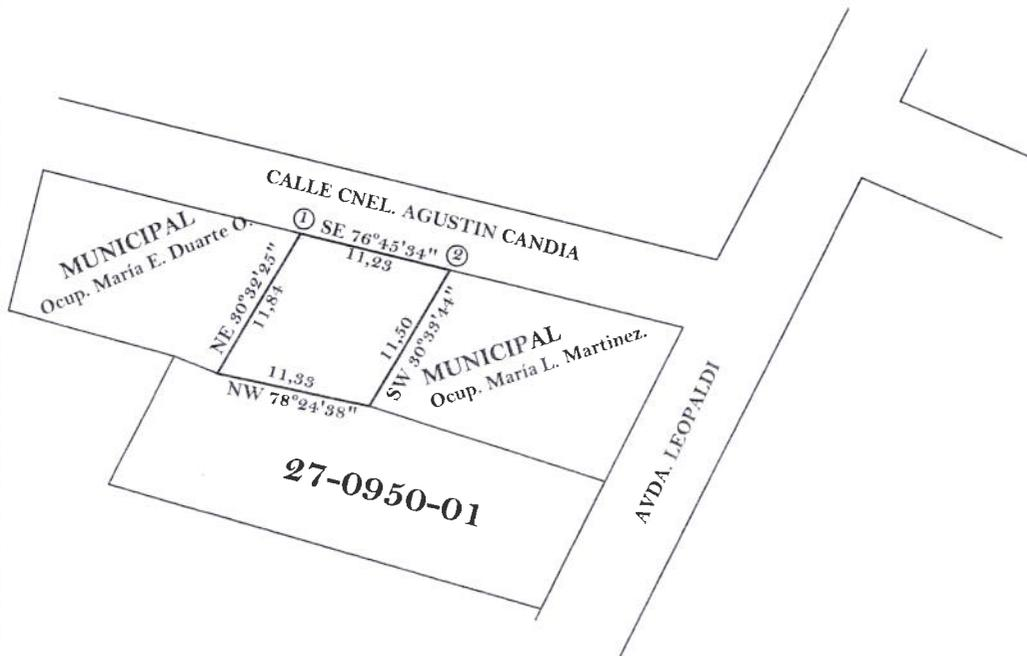 CALLE CNEL. AGUSTIN CANDIA
MUNICIPAL
Ocup. María E. Duarte O.
1
SE 76°45'34"
2
11,23
NE 30°32'25"
11,84
11,50
SW 30°33'44"
11,33
NW 78°24'38"
MUNICIPAL
Ocup. María L. Martinez.
27-0950-01
AVDA. LEOPALDI